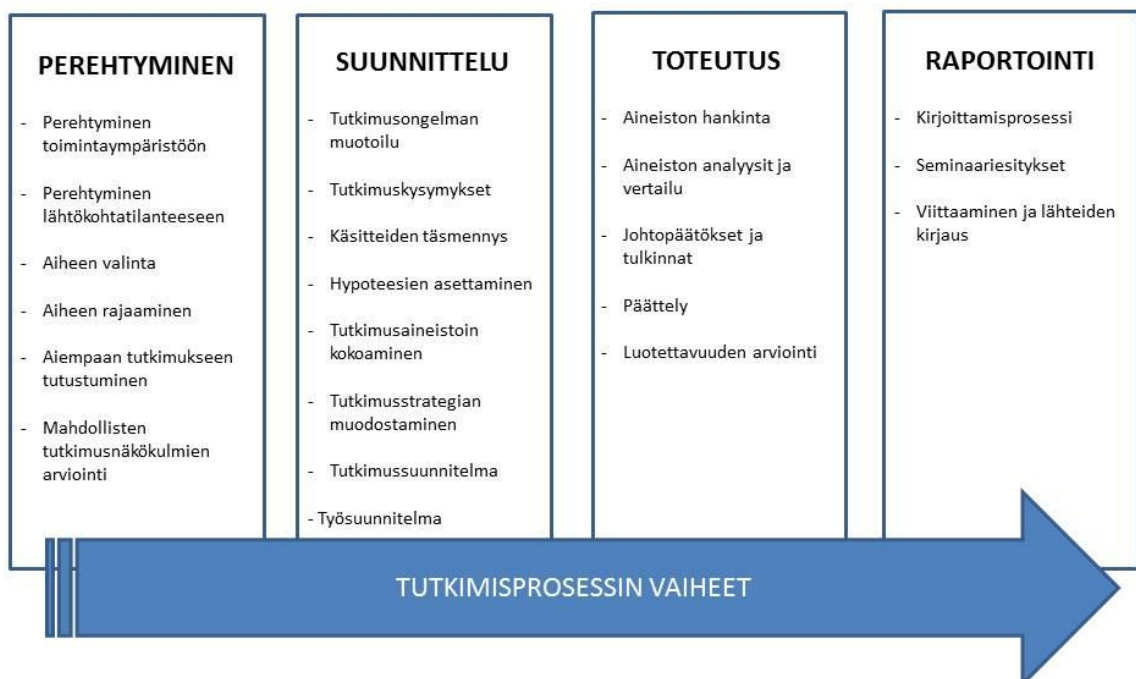 PEREHTYMINEN
- Perehtyminen
toimintaympäristöön
- Perehtyminen
lähtökohtatilanteeseen
- Aiheen valinta
- Aiheen rajaaminen
- Aiempaan tutkimukseen
tutustuminen
- Mahdollisten
tutkimusnäkökulmien
arviointi
SUUNNITTELU
- Tutkimusongelman
muotoilu
- Tutkimuskysymykset
- Käsitteiden täsmennys
- Hypoteesien asettaminen
- Tutkimusaineistoin
kokoaminen
- Tutkimusstrategian
muodostaminen
- Tutkimussuunnitelma
- Työsuunnitelma
TOTEUTUS
- Aineiston hankinta
- Aineiston analyysit ja
vertailu
- Johtopäätökset ja
tulkinnat
- Päättely
- Luotettavuuden arviointi
RAPORTOINTI
- Kirjoittamisprosessi
- Seminaariesitykset
- Viittaaminen ja lähteiden
kirjaus
TUTKIMISPROSESSIN VAIHEET